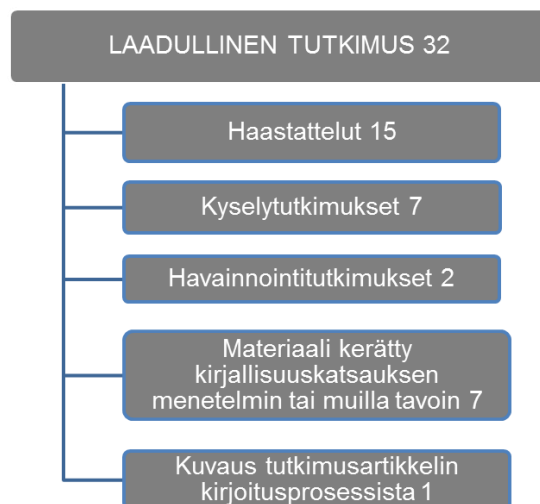 LAADULLINEN TUTKIMUS 32
Haastattelut 15
Kyselytutkimukset 7
Havainnointitutkimukset 2
Materiaali kerätty
kirjallisuuskatsauksen
menetelmin tai muilla tavoin 7
Kuvaus tutkimusartikkelin
kirjoitusprosessista 1